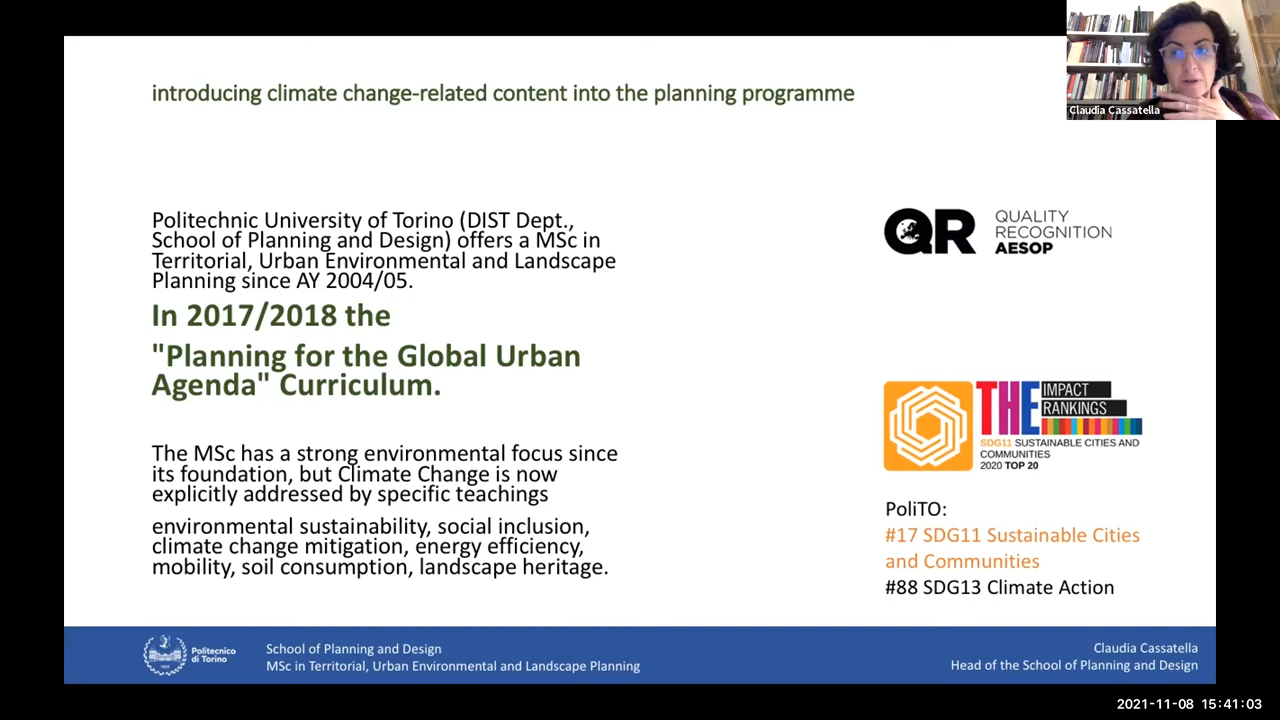 introducing climate change-related content into the planning programme
Claudia Cassatella
Politechnic University of Torino (DIST Dept.,
School of Planning and Design) offers a MSc in
Territorial, Urban Environmental and Landscape
Planning since AY 2004/05.
In 2017/2018 the
"Planning for the Global Urban
Agenda" Curriculum.
The MSc has a strong environmental focus since
its foundation, but Climate Change is now
explicitly addressed by specific teachings
environmental sustainability, social inclusion,
climate change mitigation, energy efficiency,
mobility, soil consumption, landscape heritage.
QR
QUALITY
RECOGNITION
AESOP
THE IMPACT
RANKINGS
SDG11 SUSTAINABLE CITIES AND
COMMUNITIES
2020 TOP 20
PoliTO:
#17 SDG11 Sustainable Cities
and Communities
#88 SDG13 Climate Action
Politecnico
di Torino
School of Planning and Design
MSc in Territorial, Urban Environmental and Landscape Planning
Claudia Cassatella
Head of the School of Planning and Design
2021-11-08 15:41:03